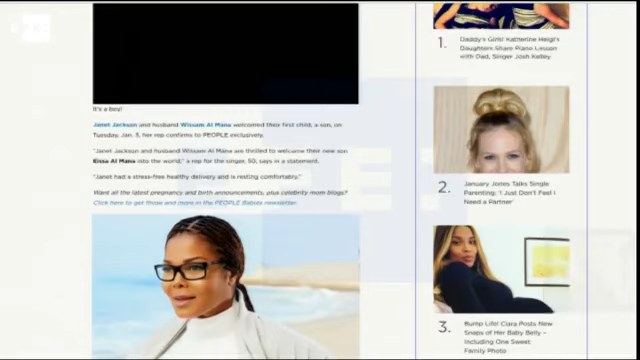 It's a boy!
Janet Jackson and husband Wissam Al Mana welcomed their first child, a son, on
Tuesday, Jan. 3, her rep confirms to PEOPLE exclusively.
"Janet Jackson and husband Wissam Al Mana are thrilled to welcome their new son
Eissa Al Mana into the world," a rep for the singer, 50, says in a statement.
"Janet had a stress-free healthy delivery and is resting comfortably."
Want all the latest pregnancy and birth announcements, plus celebrity mom blogs?
Click here to get those and more in the PEOPLE Babies newsletter.
1.
Daddy's Girls! Katherine Heigl's
Daughters Share Piano Lesson
with Dad, Singer Josh Kelley
2.
January Jones Talks Single
Parenting: 'I Just Don't Feel I
Need a Partner'
3.
Bump Life! Ciara Posts New
Snaps of Her Baby Belly –
Including One Sweet
Family Photo